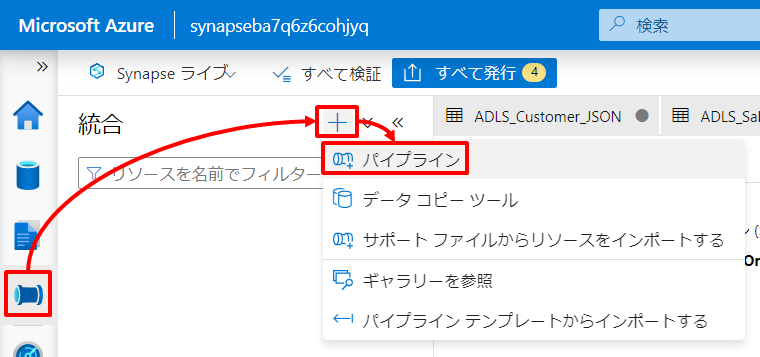 Microsoft Azure synapseba7q6z6cohjyq 検索
Synapse ライブ すべて検証 すべて発行 4
統合 ADLS_Customer_JSON
リソースを名前でフィルター
パイプライン
データ コピー ツール
サポート ファイルからリソースをインポートする
ギャラリーを参照
パイプライン テンプレートからインポートする